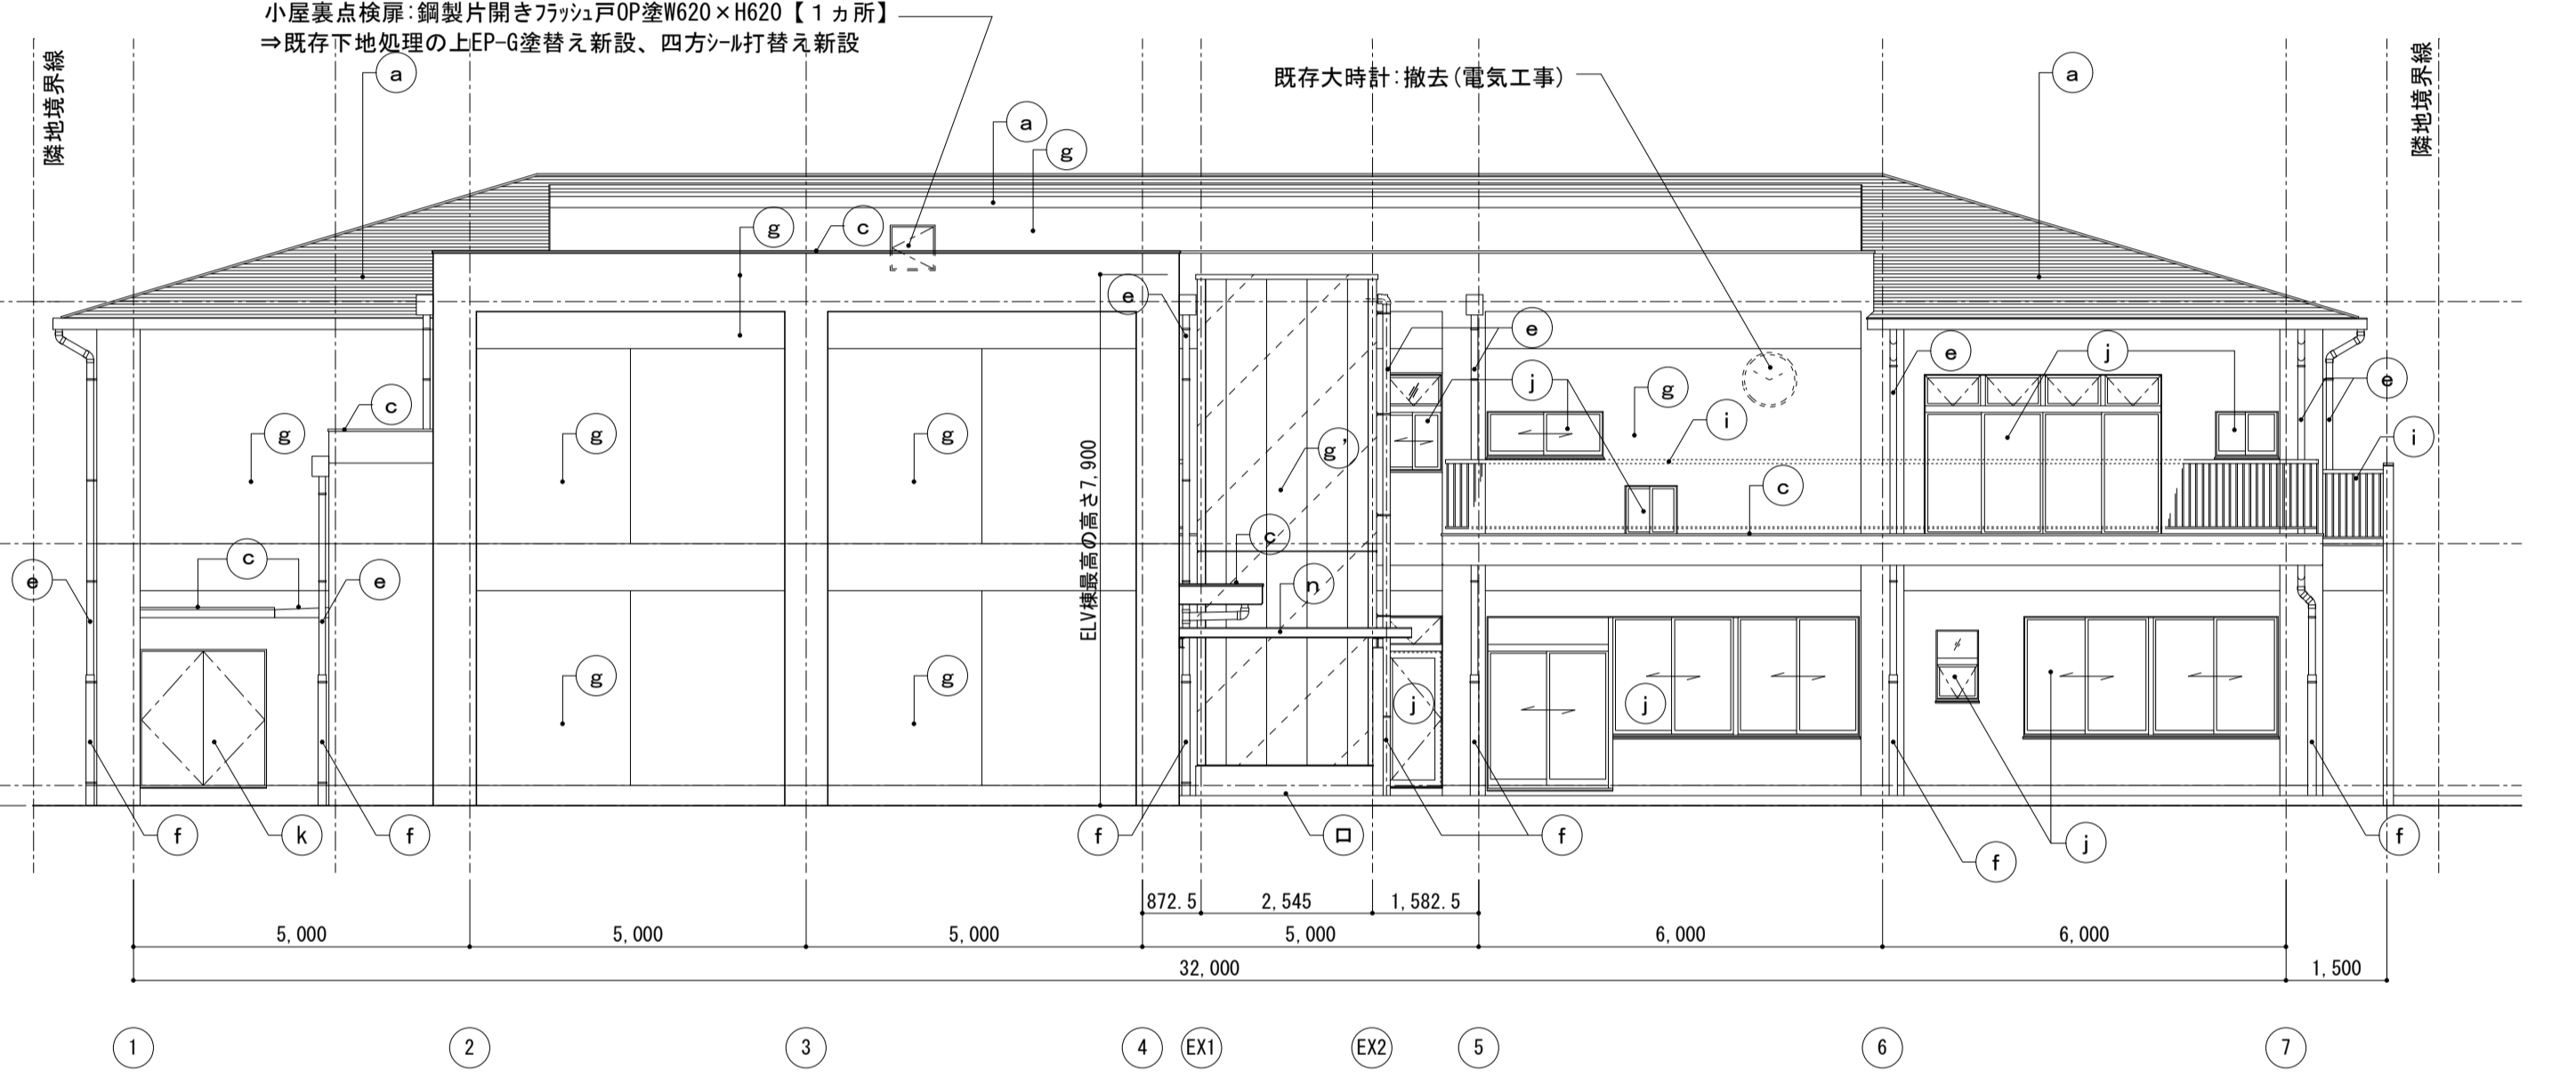 小屋裏点検扉:鋼製片開きフラッシュ戸OP塗W620×H620【1ヵ所】
⇒既存下地処理の上EP-G塗替え新設、四方シール打替え新設
隣地境界線
既存大時計:撤去(電気工事)
隣地境界線
a
a
a
g
g
c
e
e
j
g
i
e
j
e
i
c
g
g
g
g'
ELV棟最高の高さ7,900
c
c
c
n
e
e
g
g
j
j
f
k
f
f
ロ
f
f
j
f
872.5
2,545
1,582.5
5,000
5,000
5,000
5,000
6,000
6,000
32,000
1,500
1
2
3
4
EX1
EX2
5
6
7